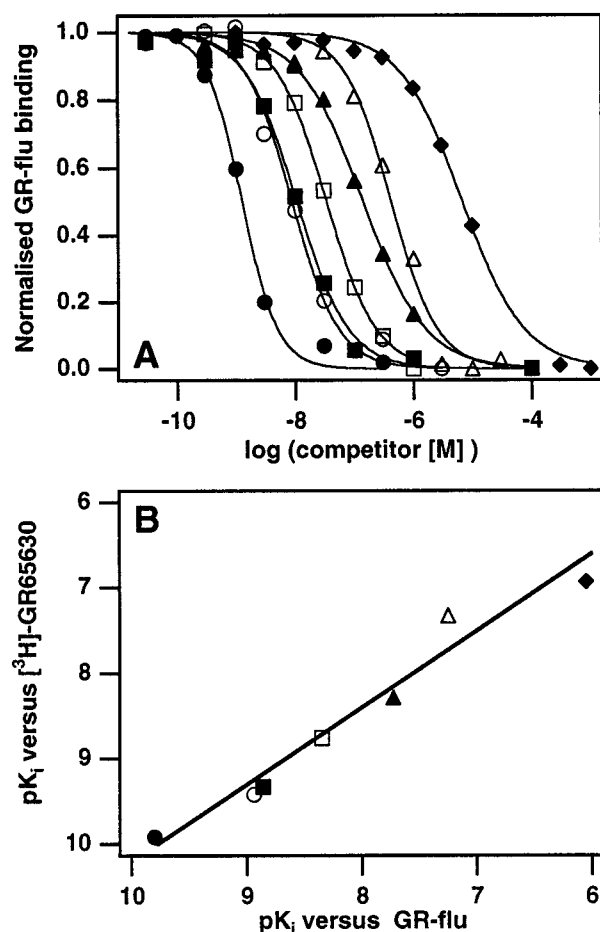 1.0
0.8
0.6
0.4
0.2
0.0
Normalised GR-flu binding
A
-10 -8 -6 -4
log (competitor [M] )
6
7
8
9
10
pKi versus [³H]-GR65630
B
10 9 8 7 6
pKi versus GR-flu